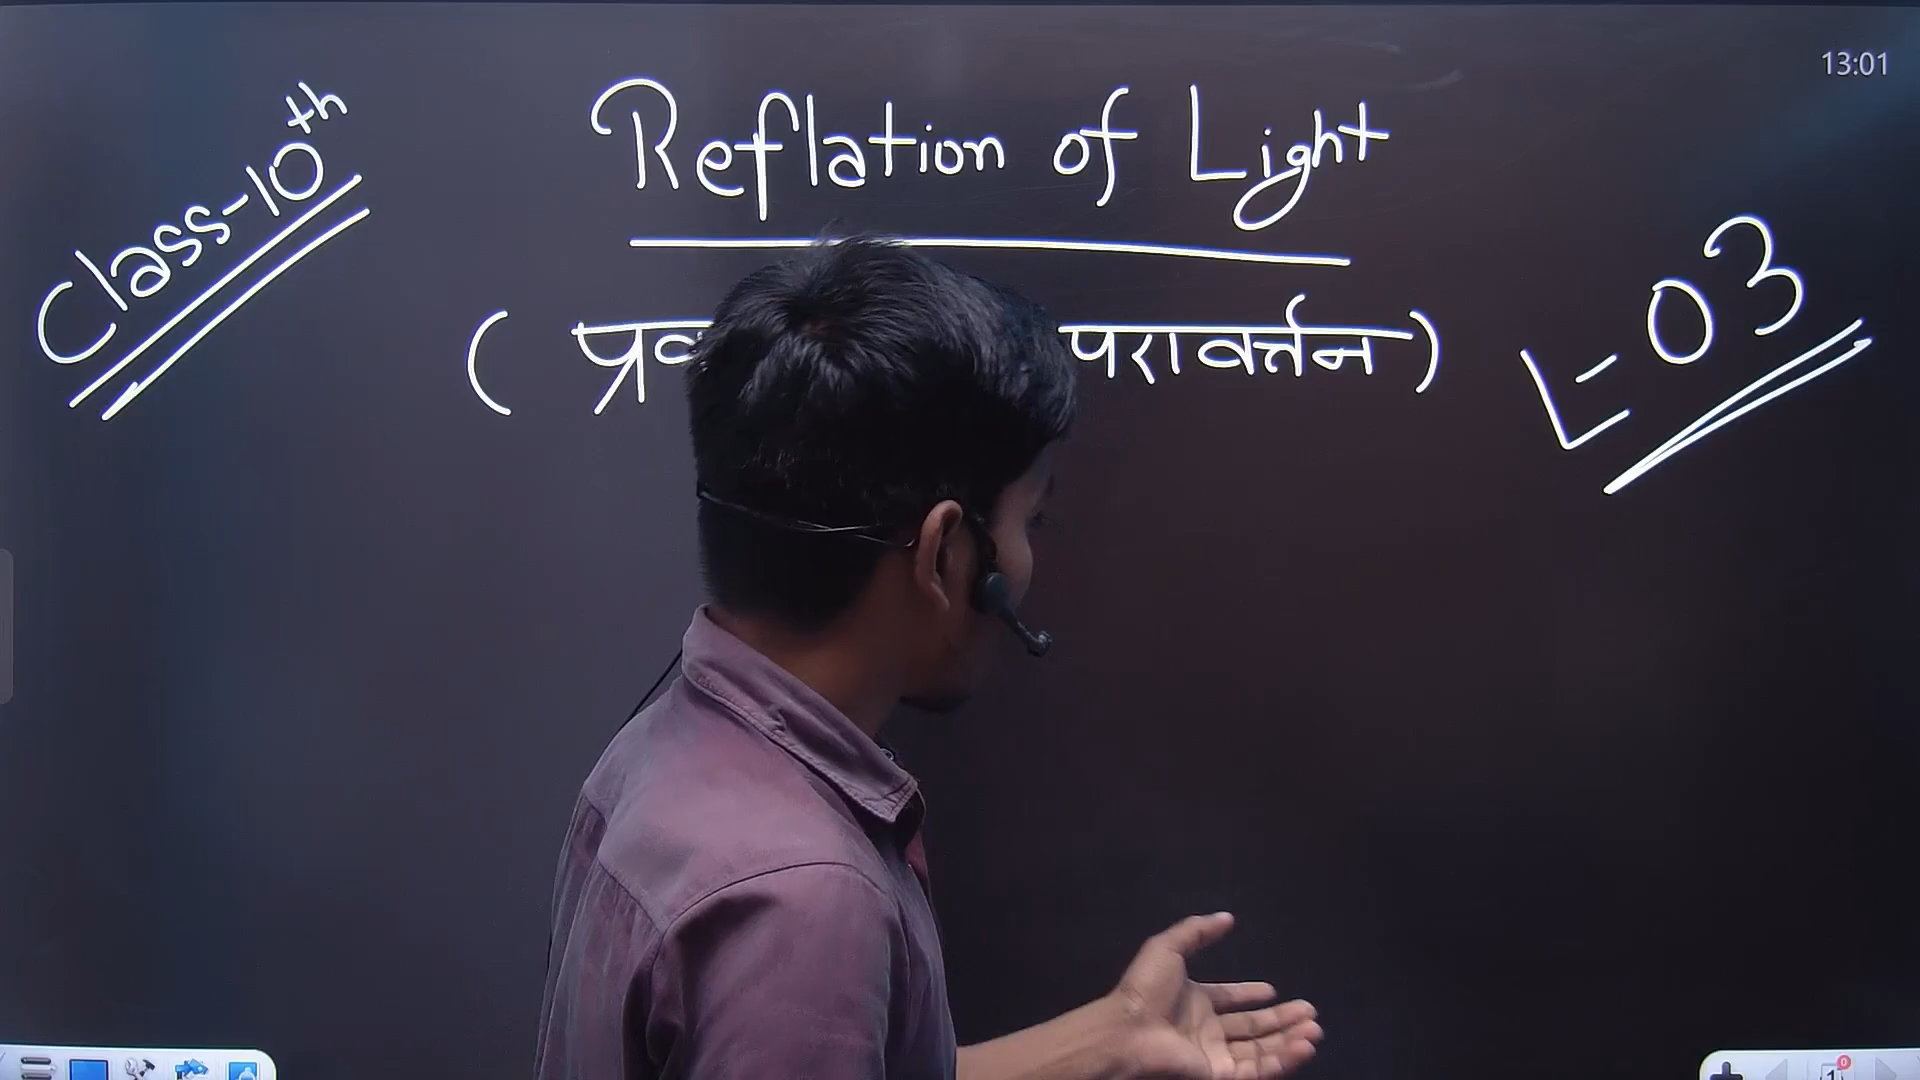 13:01
Class-10th
Reflation of Light
( परावर्त्तन )
L-03